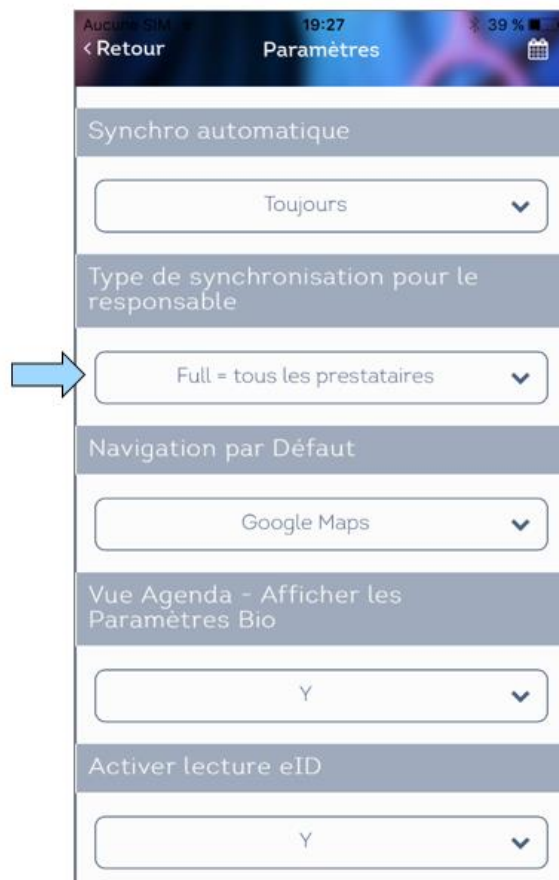 Aucune SIM 19:27 39 %
Retour Paramètres
Synchro automatique
Toujours
Type de synchronisation pour le
responsable
Full = tous les prestataires
Navigation par Défaut
Google Maps
Vue Agenda - Afficher les
Paramètres Bio
Y
Activer lecture eID
Y